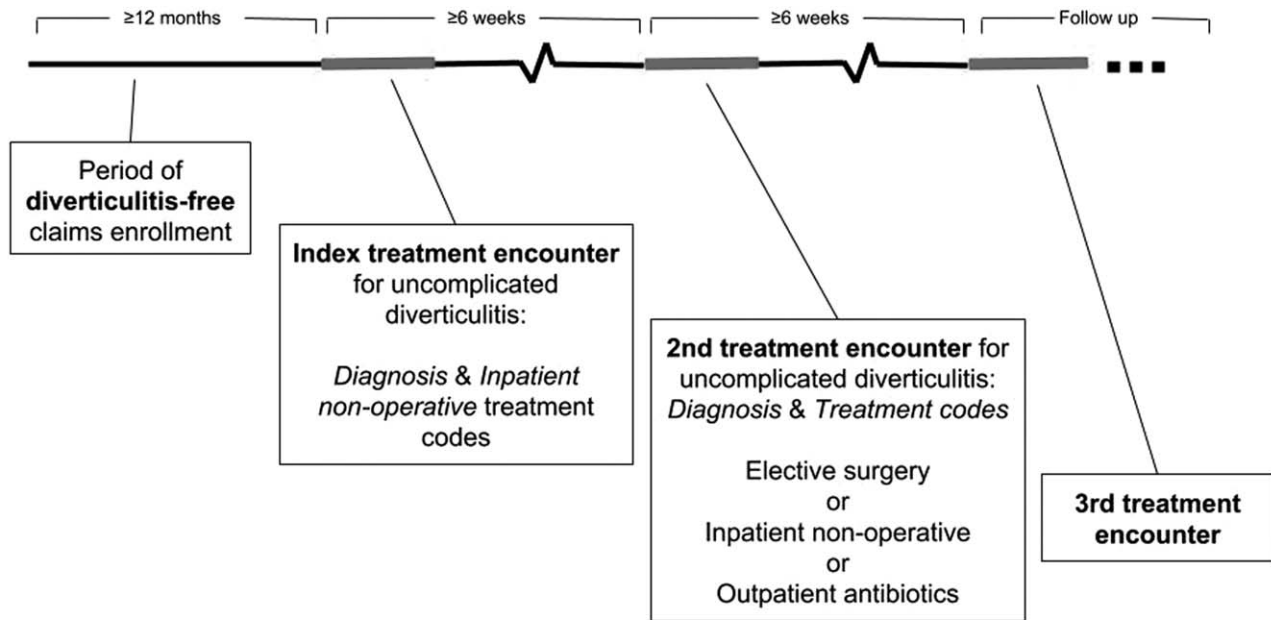 ≥12 months
≥6 weeks
≥6 weeks
Follow up
Period of
diverticulitis-free
claims enrollment
Index treatment encounter
for uncomplicated
diverticulitis:
Diagnosis & Inpatient
non-operative treatment
codes
2nd treatment encounter for
uncomplicated diverticulitis:
Diagnosis & Treatment codes
Elective surgery
or
Inpatient non-operative
or
Outpatient antibiotics
3rd treatment
encounter